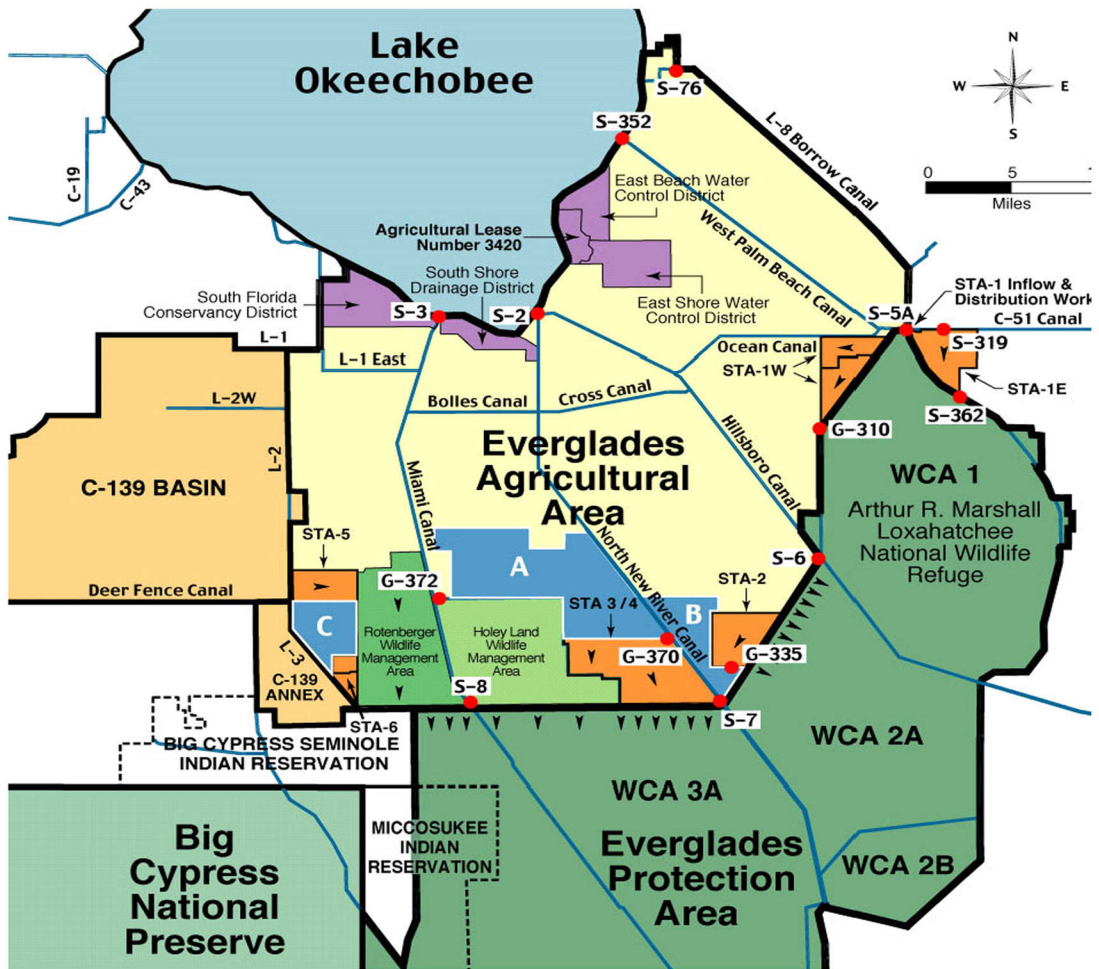 Lake
Okeechobee
N
W
E
S
S-76
S-352
L-8 Borrow Canal
0
5
1
Miles
C-19
C-43
East Beach Water
Control District
Agricultural Lease
Number 3420
West Palm Beach Canal
South Shore
Drainage District
South Florida
Conservancy District
East Shore Water
Control District
STA-1 Inflow &
Distribution Work
S-3
S-2
S-5A
C-51 Canal
L-1
L-1 East
Ocean Canal
S-319
STA-1W
STA-1E
L-2W
Bolles Canal
Cross Canal
S-362
G-310
L-2
Hillsboro Canal
Everglades
Agricultural
Area
C-139 BASIN
Miami Canal
WCA 1
Arthur R. Marshall
Loxahatchee
National Wildlife
Refuge
STA-5
North New River Canal
S-6
A
G-372
STA-2
Deer Fence Canal
STA 3/4
B
C
Rotenberger
Wildlife
Management
Area
Holey Land
Wildlife
Management
Area
L-3
G-370
G-335
C-139
ANNEX
S-8
S-7
STA-6
BIG CYPRESS SEMINOLE
INDIAN RESERVATION
WCA 2A
WCA 3A
MICCOSUKEE
INDIAN
RESERVATION
Big
Cypress
National
Preserve
Everglades
Protection
Area
WCA 2B